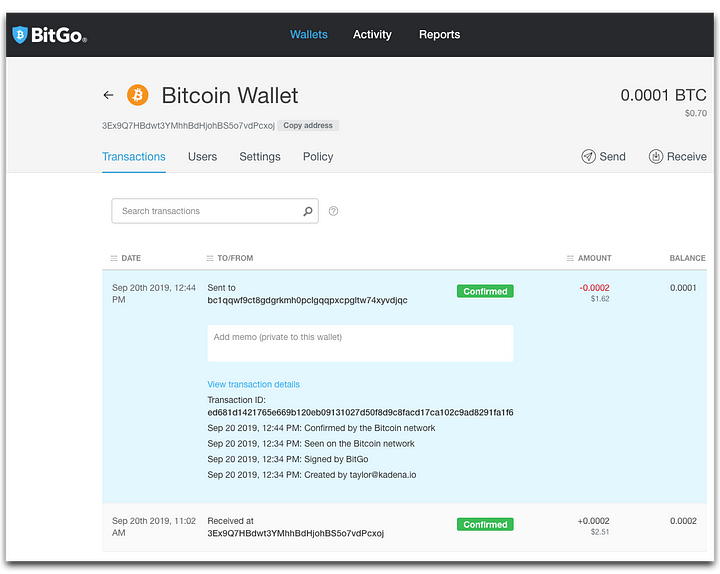 BitGo®
Wallets Activity Reports
Bitcoin Wallet
0.0001 BTC
3Ex9Q7HBdwt3YMhhBdHjohBS5o7vdPcxoj Copy address
$0.70
Transactions Users Settings Policy Send Receive
Search transactions ?
DATE TO/FROM AMOUNT BALANCE
Sep 20th 2019, 12:44 PM
Sent to
bc1qqwf9ct8gdgrkmh0pclgqqpxcpgltw74xyvdjqc
Confirmed
-0.0002
$1.62
0.0001
Add memo (private to this wallet)
View transaction details
Transaction ID:
ed681d1421765e669b120eb09131027d50f8d9c8facd17ca102c9ad8291fa1f6
Sep 20 2019, 12:44 PM: Confirmed by the Bitcoin network
Sep 20 2019, 12:34 PM: Seen on the Bitcoin network
Sep 20 2019, 12:34 PM: Signed by BitGo
Sep 20 2019, 12:34 PM: Created by taylor@kadena.io
Sep 20th 2019, 11:02 AM
Received at
3Ex9Q7HBdwt3YMhhBdHjohBS5o7vdPcxoj
Confirmed
+0.0002
$2.51
0.0002